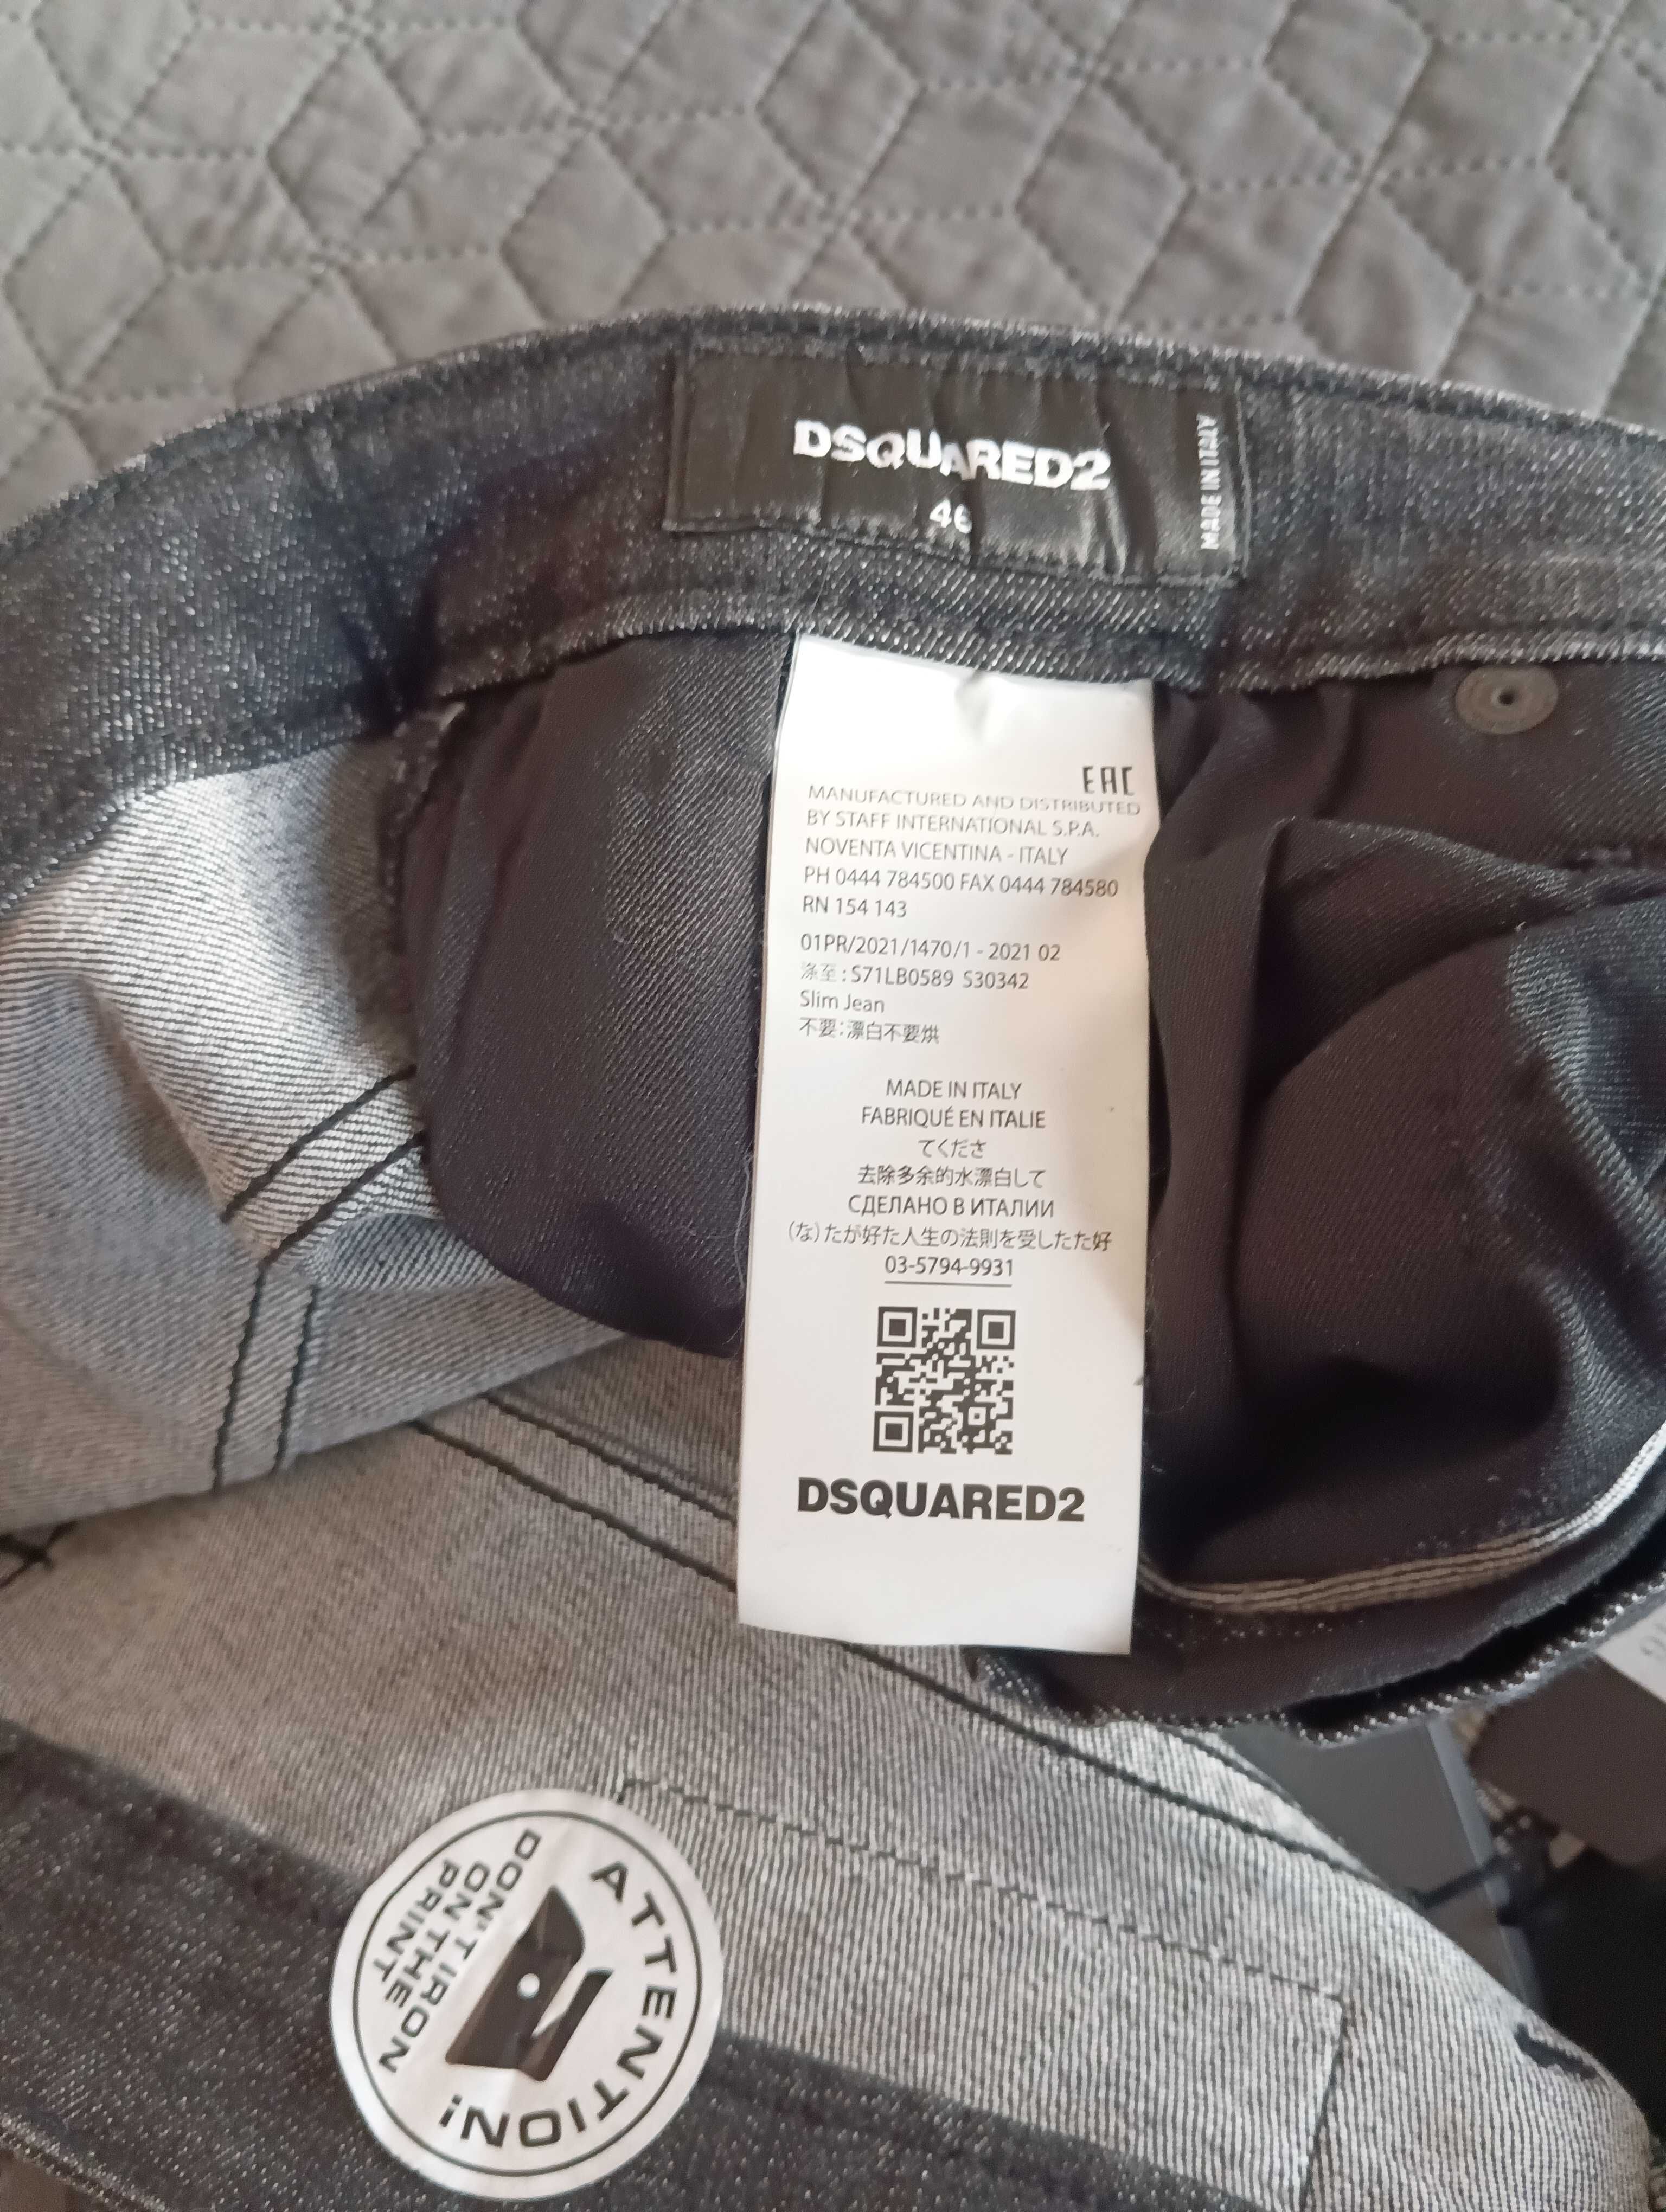 DSQUARED2
46
MADE IN ITALY
EAC
MANUFACTURED AND DISTRIBUTED
BY STAFF INTERNATIONAL S.P.A.
NOVENTA VICENTINA - ITALY
PH 0444 784500 FAX 0444 784580
RN 154 143
01PR/2021/1470/1 - 2021 02
涤至: S71LB0589 S30342
Slim Jean
不要:漂白不要烘
MADE IN ITALY
FABRIQUÉ EN ITALIE
てくださ
去除多余的水漂白して
СДЕЛАНО В ИТАЛИИ
(な)たが好た人生の法則を受したた好
03-5794-9931
DSQUARED2
ATTENTION!
DON'T IRON
ON THE
PRINT